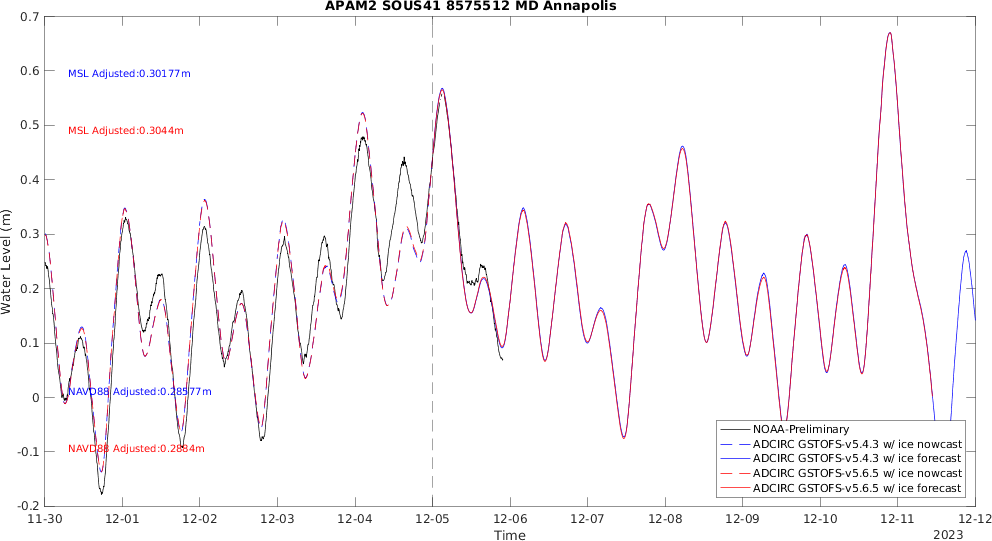 APAM2 SOUS41 8575512 MD Annapolis
0.7
0.6
0.5
0.4
0.3
0.2
0.1
0
-0.1
-0.2
Water Level (m)
MSL Adjusted:0.30177m
MSL Adjusted:0.3044m
NAVD88 Adjusted:0.28577m
NAVD88 Adjusted:0.2884m
NOAA-Preliminary
ADCIRC GSTOFS-v5.4.3 w/ ice nowcast
ADCIRC GSTOFS-v5.4.3 w/ ice forecast
ADCIRC GSTOFS-v5.6.5 w/ ice nowcast
ADCIRC GSTOFS-v5.6.5 w/ ice forecast
11-30 12-01 12-02 12-03 12-04 12-05 12-06 12-07 12-08 12-09 12-10 12-11 12-12
Time
2023